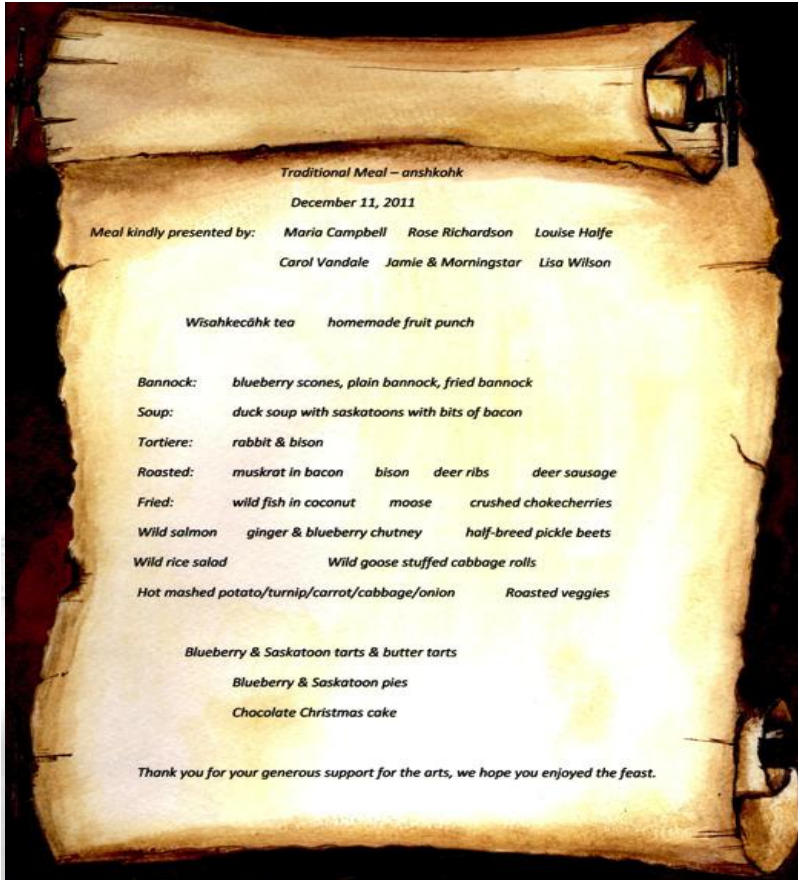 Traditional Meal – anshkohk
December 11, 2011
Meal kindly presented by: Maria Campbell Rose Richardson Louise Halfe
Carol Vandale Jamie & Morningstar Lisa Wilson
Wîsahkecâhk tea homemade fruit punch
Bannock: blueberry scones, plain bannock, fried bannock
Soup: duck soup with saskatoons with bits of bacon
Tortiere: rabbit & bison
Roasted: muskrat in bacon bison deer ribs deer sausage
Fried: wild fish in coconut moose crushed chokecherries
Wild salmon ginger & blueberry chutney half-breed pickle beets
Wild rice salad Wild goose stuffed cabbage rolls
Hot mashed potato/turnip/carrot/cabbage/onion Roasted veggies
Blueberry & Saskatoon tarts & butter tarts
Blueberry & Saskatoon pies
Chocolate Christmas cake
Thank you for your generous support for the arts, we hope you enjoyed the feast.